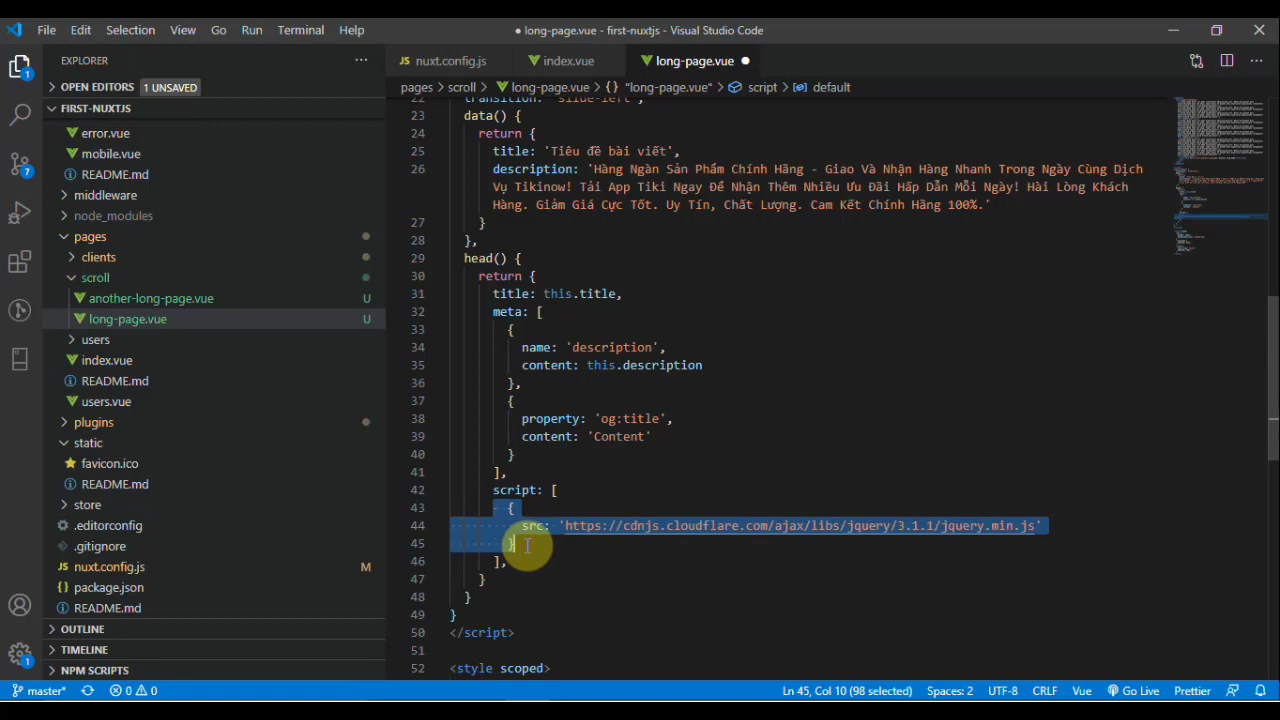 File Edit Selection View Go Run Terminal Help
● long-page.vue - first-nuxtjs - Visual Studio Code
EXPLORER
OPEN EDITORS 1 UNSAVED
FIRST-NUXTJS
error.vue
mobile.vue
README.md
middleware
node_modules
pages
clients
scroll
another-long-page.vue U
long-page.vue U
users
index.vue
README.md
users.vue
plugins
static
favicon.ico
README.md
store
.editorconfig
.gitignore
nuxt.config.js M
package.json
README.md
OUTLINE
TIMELINE
NPM SCRIPTS
1
7
1
JS nuxt.config.js index.vue long-page.vue ●
pages > scroll > long-page.vue > {} "long-page.vue" > script > default
22 transition: 'slide-left',
23 data() {
24 return {
25 title: 'Tiêu đề bài viết',
26 description: 'Hàng Ngàn Sản Phẩm Chính Hãng - Giao Và Nhận Hàng Nhanh Trong Ngày Cùng Dịch
Vụ Tikinow! Tải App Tiki Ngay Để Nhận Thêm Nhiều Ưu Đãi Hấp Dẫn Mỗi Ngày! Hài Lòng Khách
Hàng. Giảm Giá Cực Tốt. Uy Tín, Chất Lượng. Cam Kết Chính Hãng 100%.'
27 }
28 },
29 head() {
30 return {
31 title: this.title,
32 meta: [
33 {
34 name: 'description',
35 content: this.description
36 },
37 {
38 property: 'og:title',
39 content: 'Content'
40 }
41 ],
42 script: [
43 {
44 src: 'https://cdnjs.cloudflare.com/ajax/libs/jquery/3.1.1/jquery.min.js'
45 }
46 ],
47 }
48 }
49 }
50 </script>
51
52 <style scoped>
master* 0 0 Ln 45, Col 10 (98 selected) Spaces: 2 UTF-8 CRLF Vue Go Live Prettier